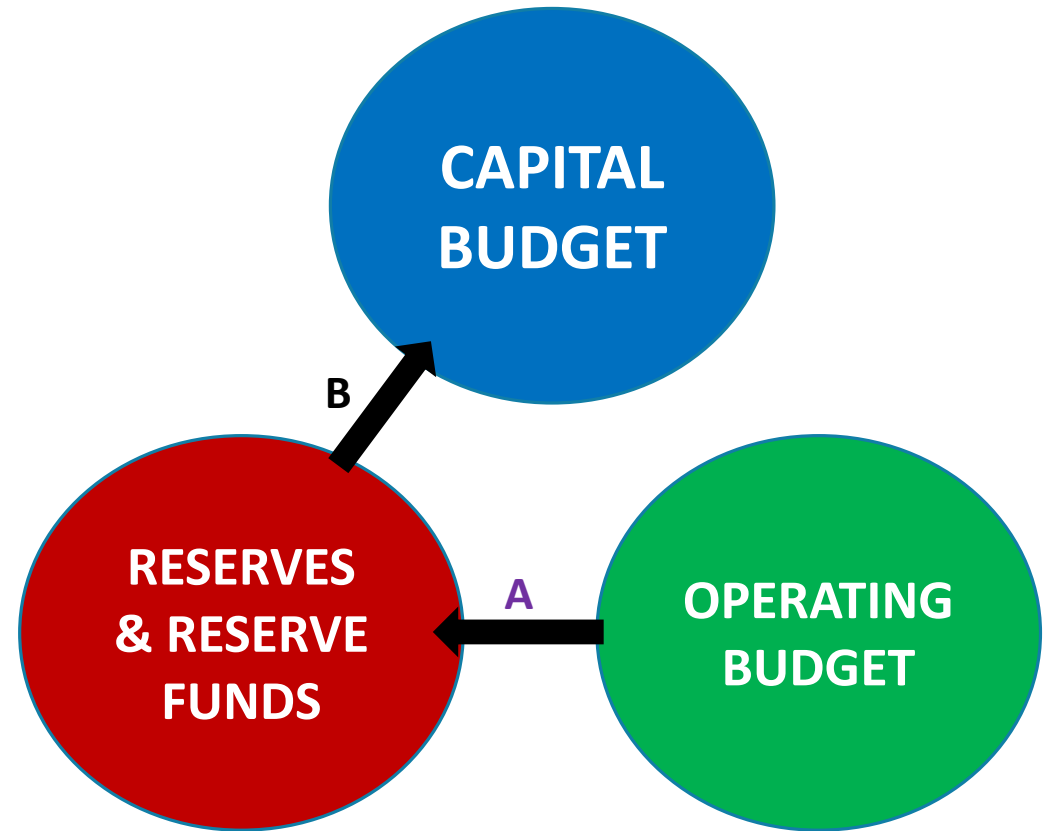 CAPITAL
BUDGET
B
RESERVES
& RESERVE
FUNDS
A
OPERATING
BUDGET